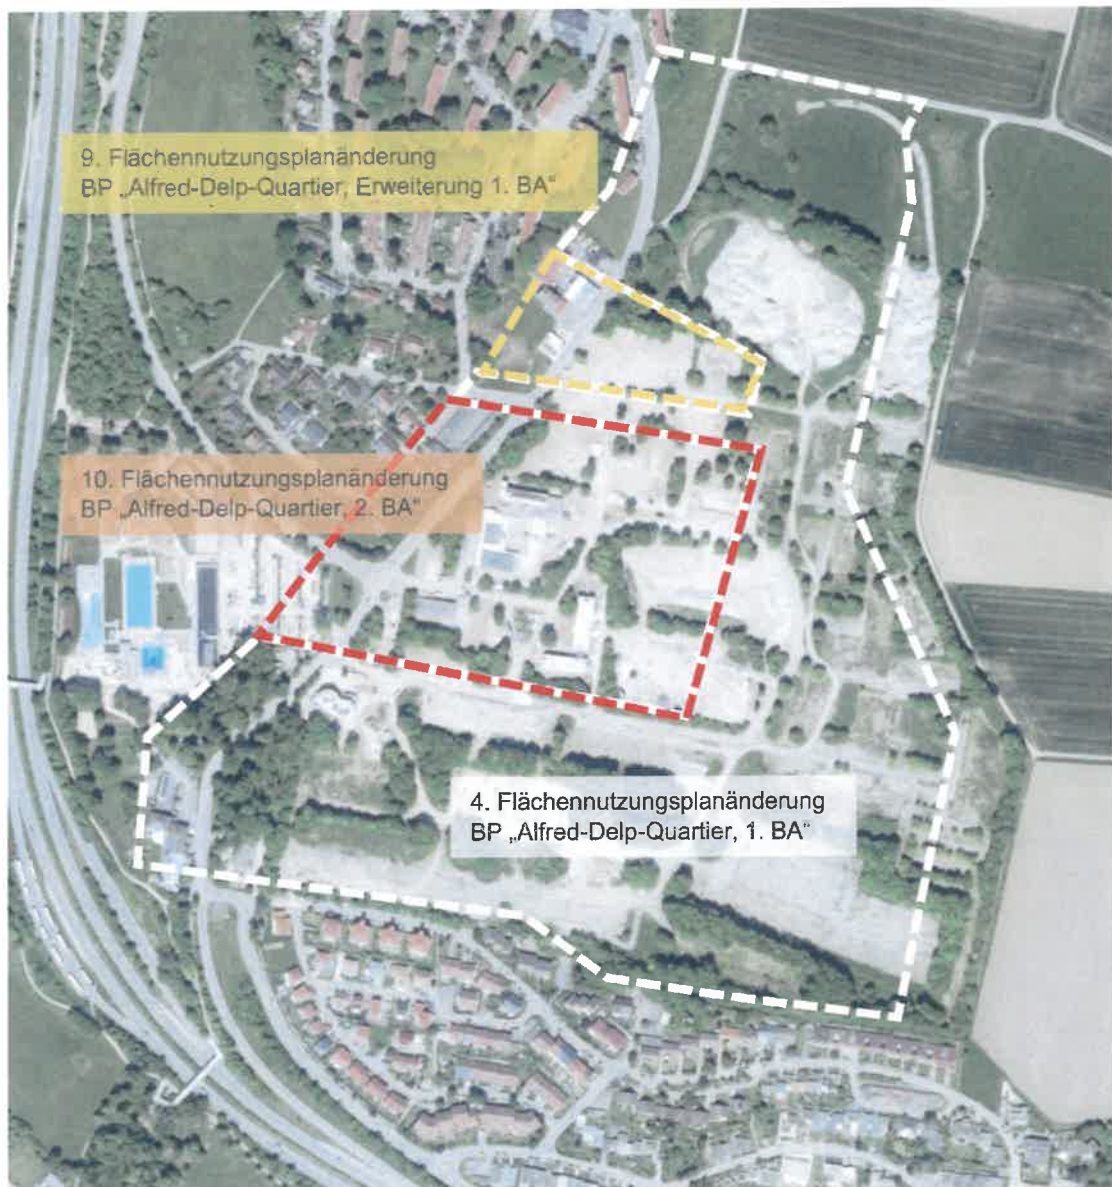 9. Flächennutzungsplanänderung
BP „Alfred-Delp-Quartier, Erweiterung 1. BA“
10. Flächennutzungsplanänderung
BP „Alfred-Delp-Quartier, 2. BA“
4. Flächennutzungsplanänderung
BP „Alfred-Delp-Quartier, 1. BA“